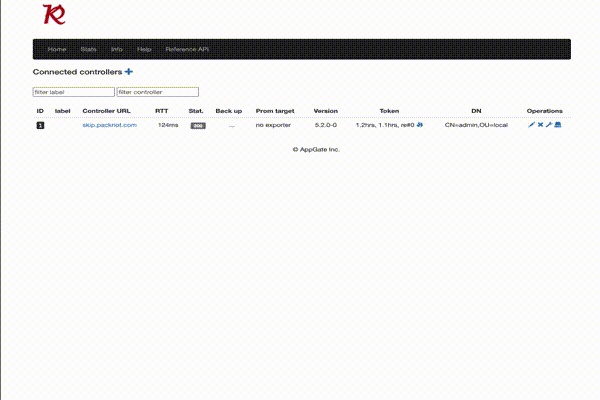 R
Home Stats Info Help Reference API
Connected controllers
filter label filter controller
ID label Controller URL RTT Stat. Back up Prom target Version Token DN Operations
1 skip.packnot.com 124ms ... no exporter 5.2.0-0 1.2hrs, 1.1hrs, re#0 CN=admin,OU=local
© AppGate Inc.